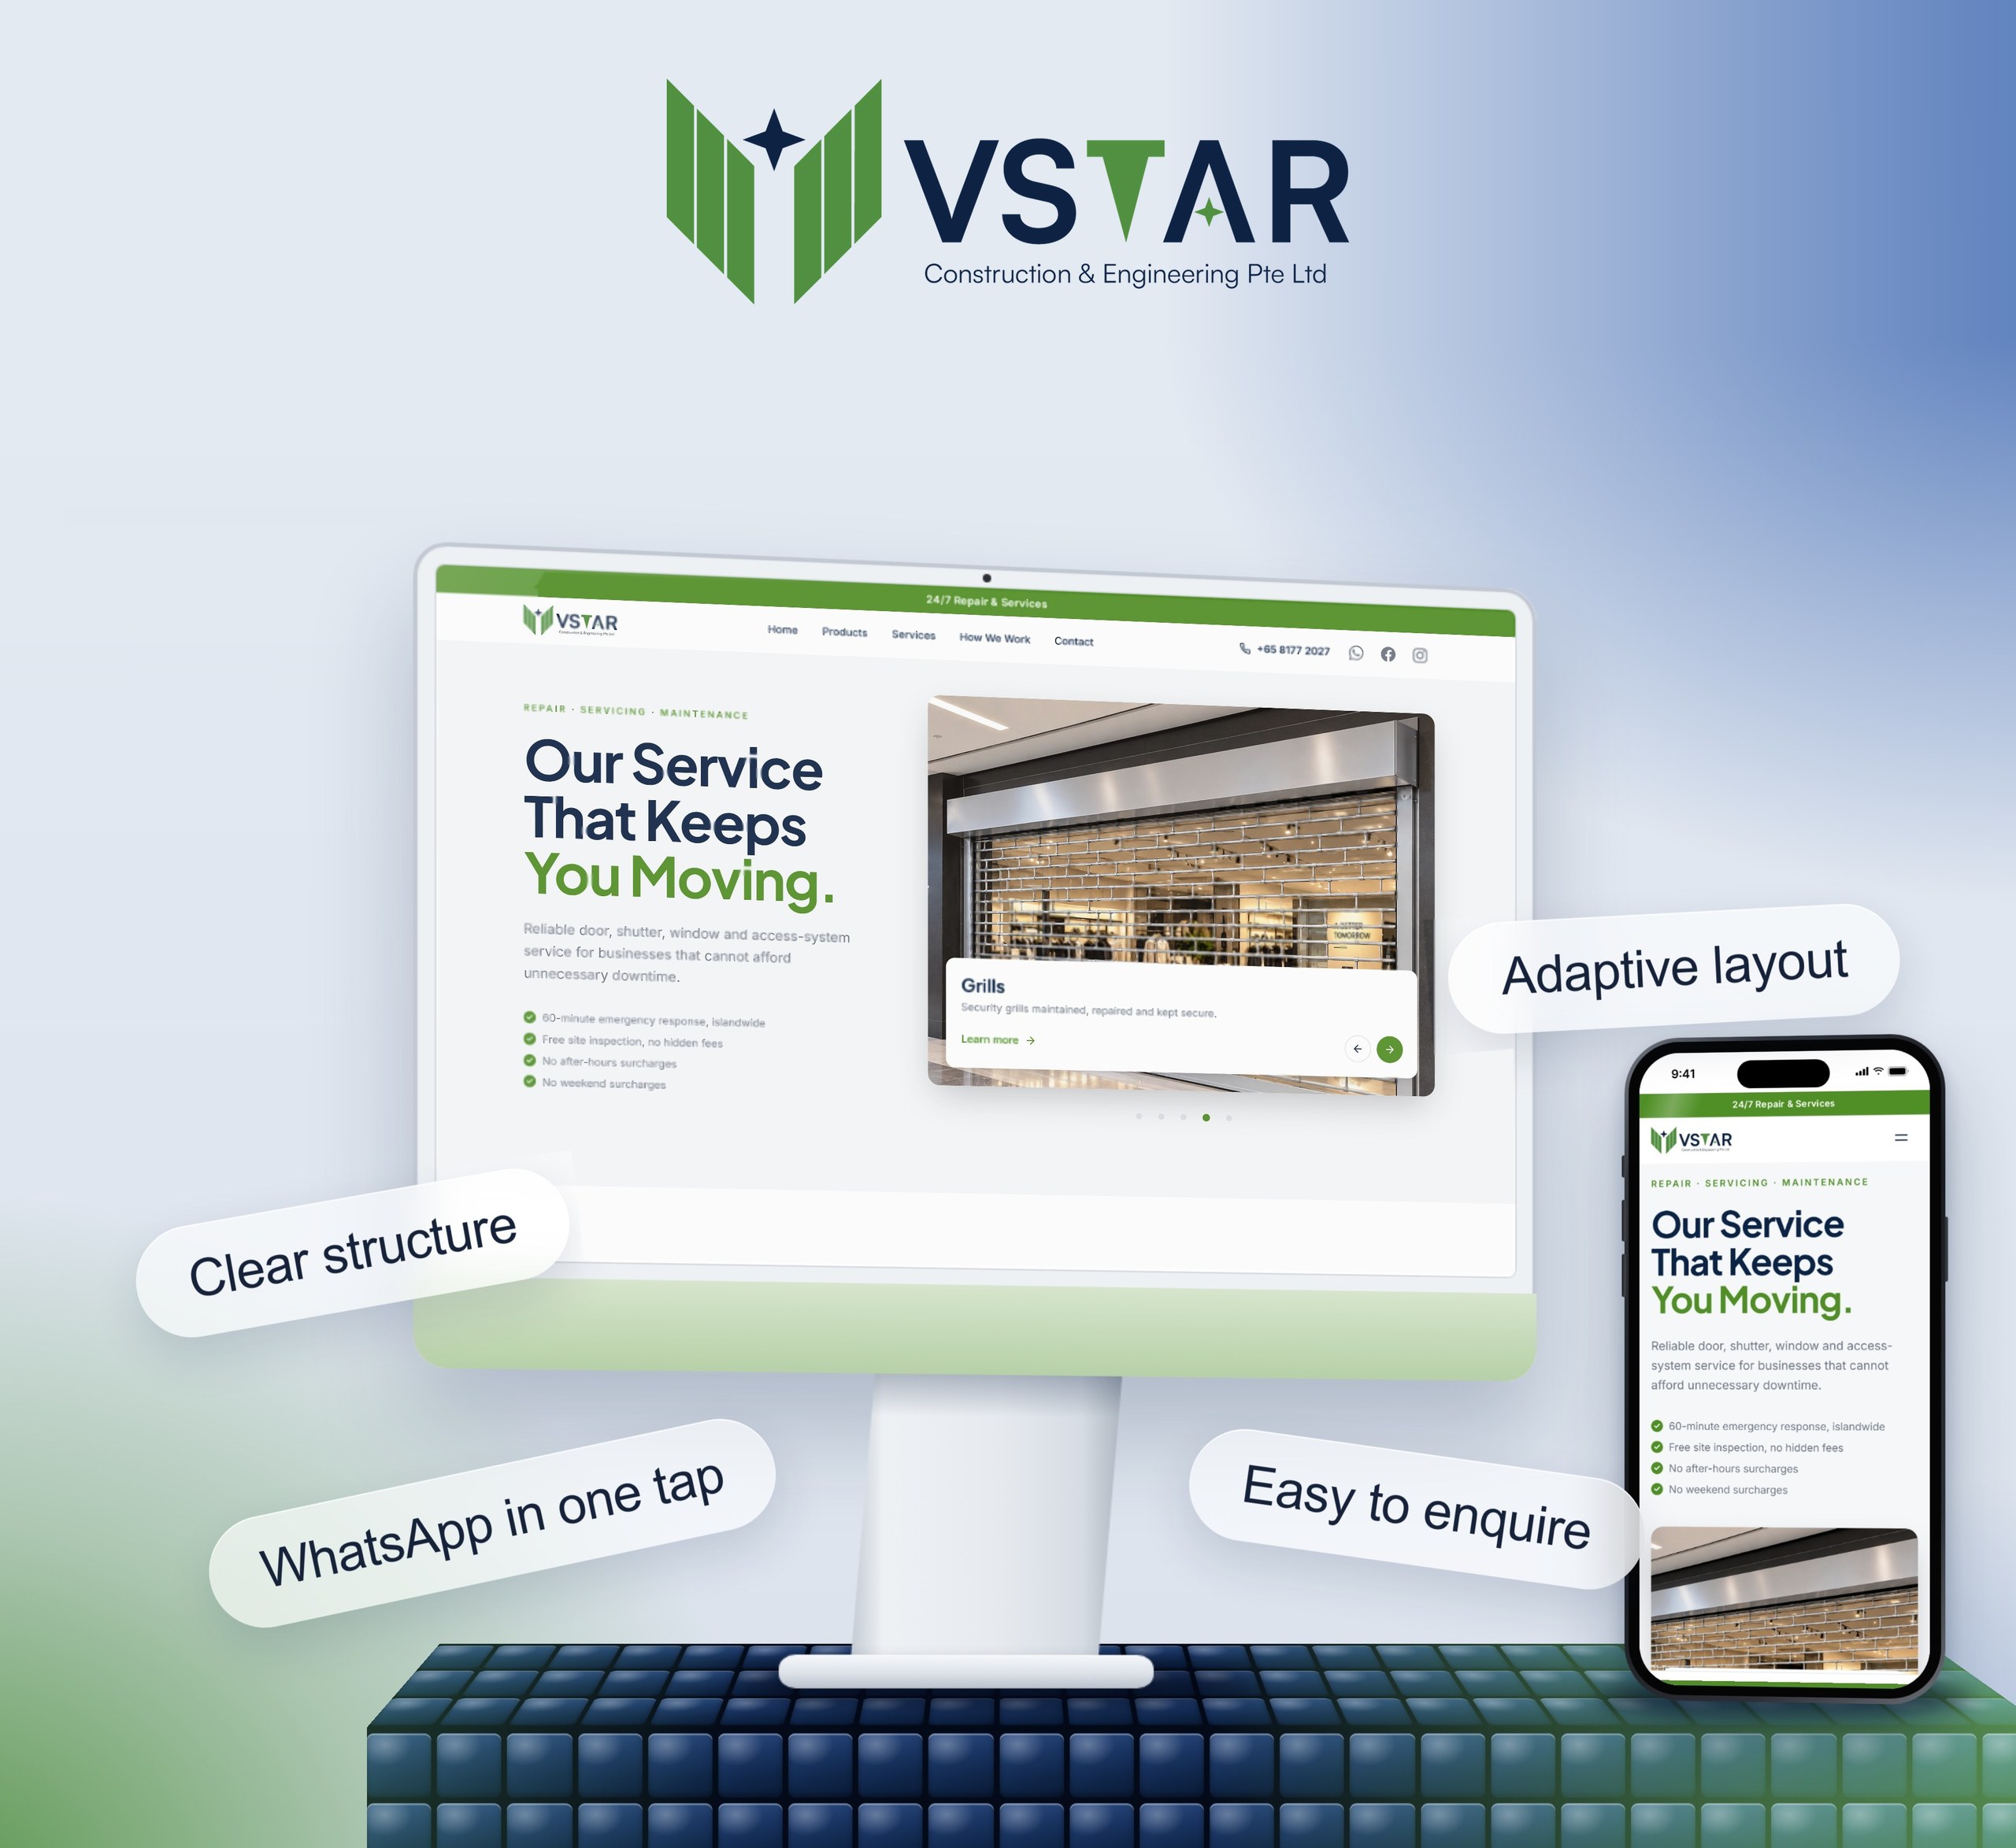 VSTAR
Construction & Engineering Pte Ltd
24/7 Repair & Services
VSTAR
Home Products Services How We Work Contact
+65 8177 2027
REPAIR · SERVICING · MAINTENANCE
Our Service
That Keeps
You Moving.
Reliable door, shutter, window and access-system
service for businesses that cannot afford
unnecessary downtime.
60-minute emergency response, islandwide
Free site inspection, no hidden fees
No after-hours surcharges
No weekend surcharges
TOMORROW
Grills
Security grills maintained, repaired and kept secure.
Learn more
Adaptive layout
Clear structure
WhatsApp in one tap
Easy to enquire
9:41
24/7 Repair & Services
VSTAR
REPAIR · SERVICING · MAINTENANCE
Our Service
That Keeps
You Moving.
Reliable door, shutter, window and access-
system service for businesses that cannot
afford unnecessary downtime.
60-minute emergency response, islandwide
Free site inspection, no hidden fees
No after-hours surcharges
No weekend surcharges